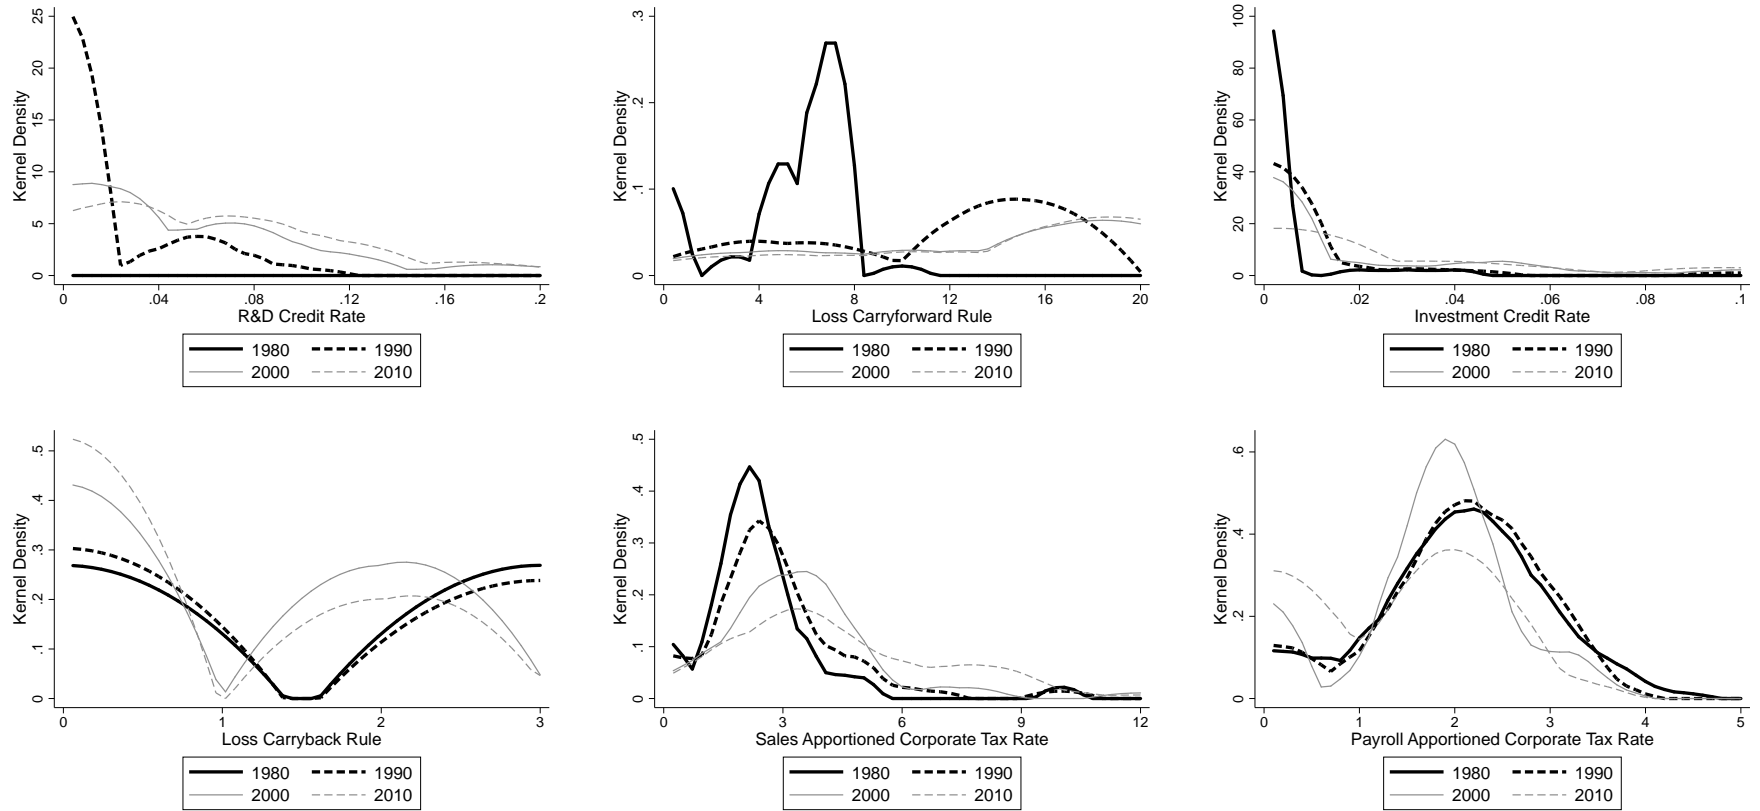 Kernel Density
25
20
15
10
5
0
0 .04 .08 .12 .16 .2
R&D Credit Rate
1980 1990
2000 2010
Kernel Density
.3
.2
.1
0
0 4 8 12 16 20
Loss Carryforward Rule
1980 1990
2000 2010
Kernel Density
100
80
60
40
20
0
0 .02 .04 .06 .08 .1
Investment Credit Rate
1980 1990
2000 2010
Kernel Density
.5
.4
.3
.2
.1
0
0 1 2 3
Loss Carryback Rule
1980 1990
2000 2010
Kernel Density
.5
.4
.3
.2
.1
0
0 3 6 9 12
Sales Apportioned Corporate Tax Rate
1980 1990
2000 2010
Kernel Density
.6
.4
.2
0
0 1 2 3 4 5
Payroll Apportioned Corporate Tax Rate
1980 1990
2000 2010